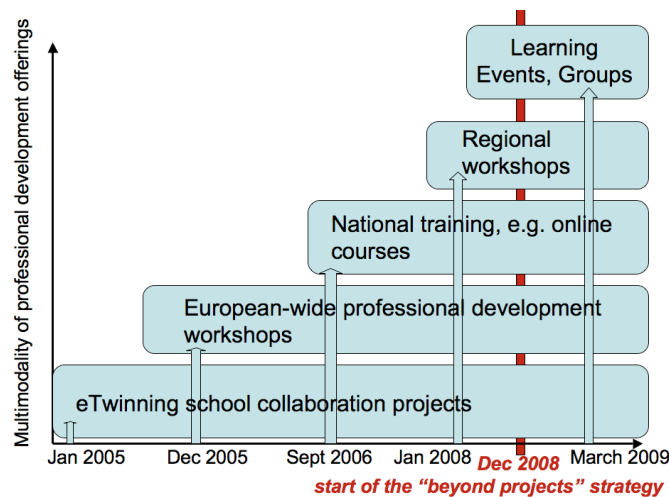 Multimodality of professional development offerings
Learning
Events, Groups
Regional
workshops
National training, e.g. online
courses
European-wide professional development
workshops
eTwinning school collaboration projects
Jan 2005
Dec 2005
Sept 2006
Jan 2008
Dec 2008
March 2009
start of the “beyond projects” strategy